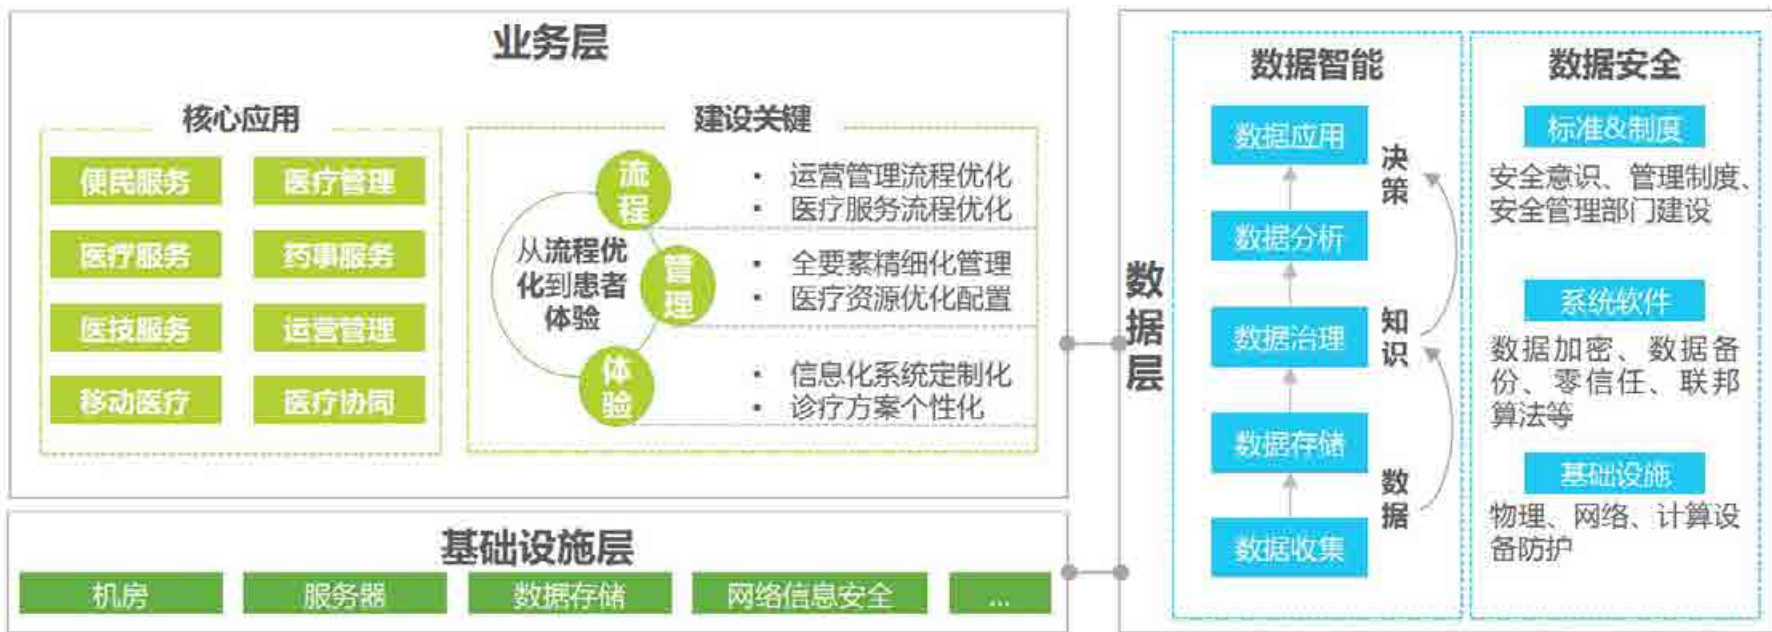 业务层
核心应用
便民服务
医疗管理
医疗服务
药事服务
医技服务
运营管理
移动医疗
医疗协同
建设关键
从流程优
化到患者
体验
流程
• 运营管理流程优化
• 医疗服务流程优化
管理
• 全要素精细化管理
• 医疗资源优化配置
体验
• 信息化系统定制化
• 诊疗方案个性化
基础设施层
机房
服务器
数据存储
网络信息安全
...
数据层
数据智能
数据应用
数据分析
数据治理
数据存储
数据收集
决策
知识
数据
数据安全
标准&制度
安全意识、管理制度、
安全管理部门建设
系统软件
数据加密、数据备
份、零信任、联邦
算法等
基础设施
物理、网络、计算设
备防护